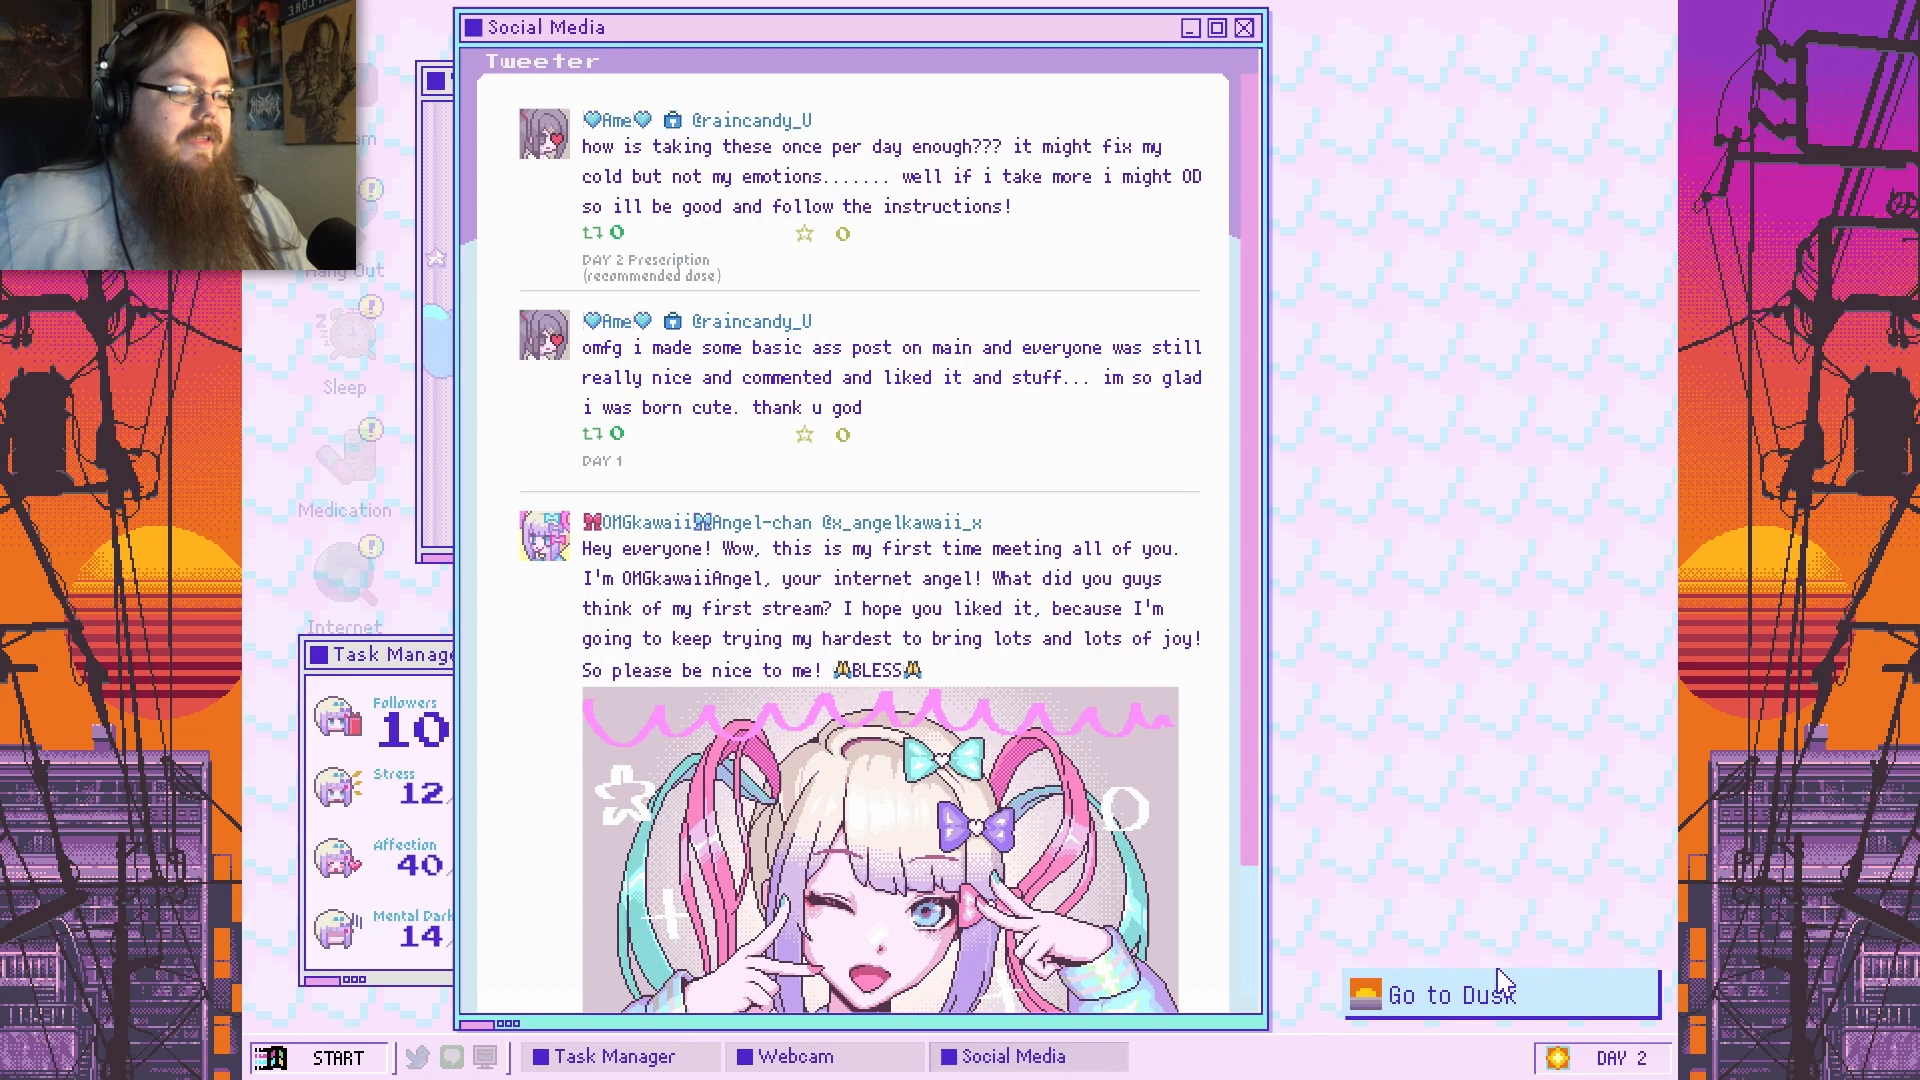 Social Media
Tweeter
Ame @raincandy_U
how is taking these once per day enough??? it might fix my
cold but not my emotions....... well if i take more i might OD
so ill be good and follow the instructions!
0 0
DAY 2 Prescription
(recommended dose)
Ame @raincandy_U
omfg i made some basic ass post on main and everyone was still
really nice and commented and liked it and stuff... im so glad
i was born cute. thank u god
0 0
DAY 1
OMGkawaii Angel-chan @x_angelkawaii_x
Hey everyone! Wow, this is my first time meeting all of you.
I'm OMGkawaiiAngel, your internet angel! What did you guys
think of my first stream? I hope you liked it, because I'm
going to keep trying my hardest to bring lots and lots of joy!
So please be nice to me! 🙏BLESS🙏
Hang Out
Sleep
Medication
Internet
Task Manage
Followers
10
Stress
12
Affection
40
Mental Dark
14
Go to Dusk
START
Task Manager
Webcam
Social Media
DAY 2